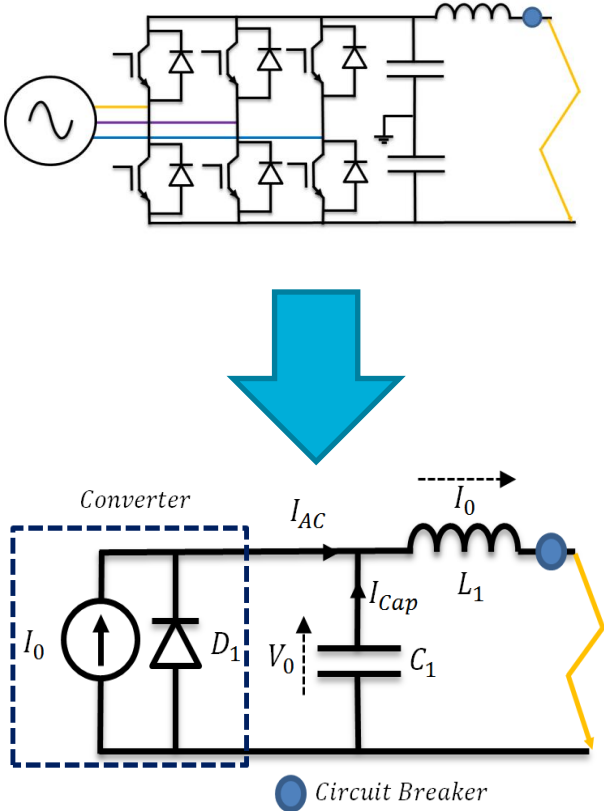 Converter
I_AC
I_0
I_Cap
L_1
I_0
D_1
V_0
C_1
Circuit Breaker